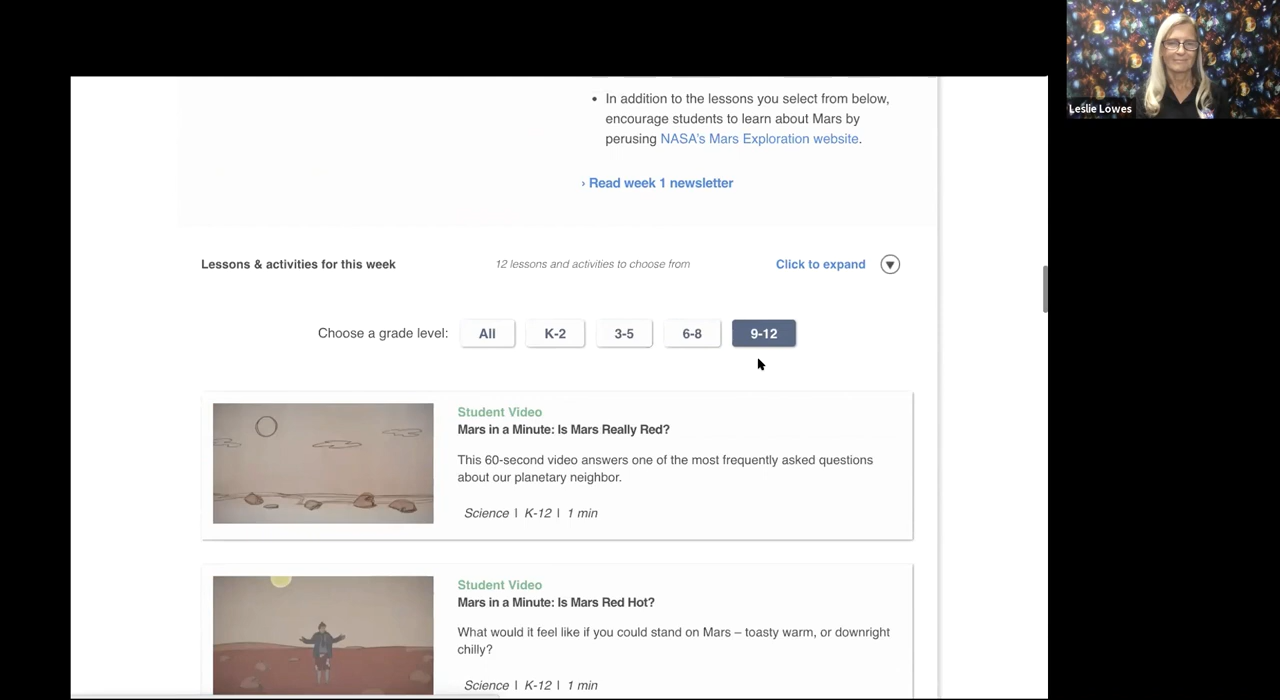 Leslie Lowes
• In addition to the lessons you select from below,
encourage students to learn about Mars by
perusing NASA's Mars Exploration website.
› Read week 1 newsletter
Lessons & activities for this week 12 lessons and activities to choose from Click to expand
Choose a grade level: All K-2 3-5 6-8 9-12
Student Video
Mars in a Minute: Is Mars Really Red?
This 60-second video answers one of the most frequently asked questions
about our planetary neighbor.
Science | K-12 | 1 min
Student Video
Mars in a Minute: Is Mars Red Hot?
What would it feel like if you could stand on Mars – toasty warm, or downright
chilly?
Science | K-12 | 1 min